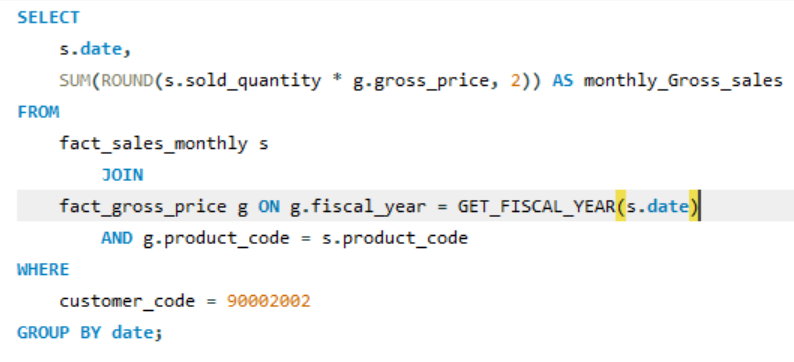 SELECT
s.date,
SUM(ROUND(s.sold_quantity * g.gross_price, 2)) AS monthly_Gross_sales
FROM
fact_sales_monthly s
JOIN
fact_gross_price g ON g.fiscal_year = GET_FISCAL_YEAR(s.date)
AND g.product_code = s.product_code
WHERE
customer_code = 90002002
GROUP BY date;